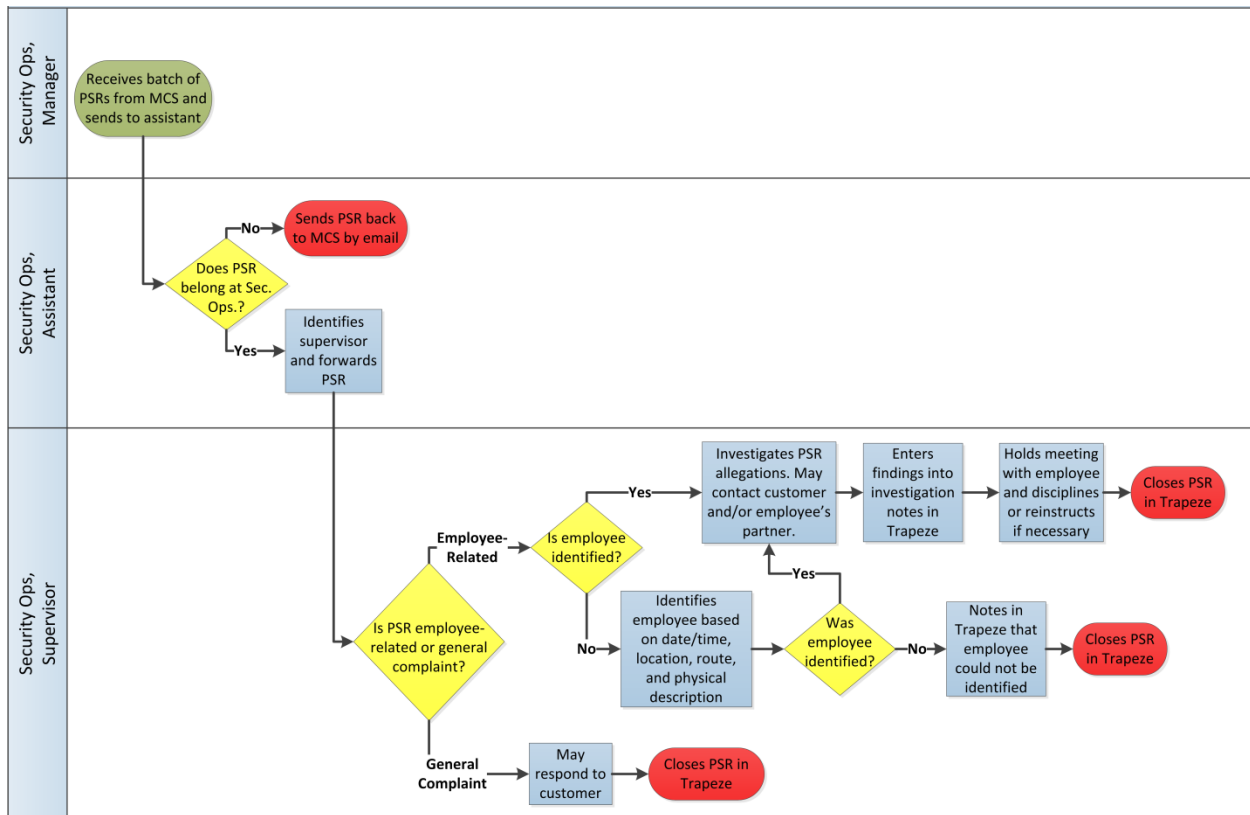 Security Ops,
Manager
Receives batch of
PSRs from MCS and
sends to assistant
Security Ops,
Assistant
No
Sends PSR back
to MCS by email
Does PSR
belong at Sec.
Ops.?
Yes
Identifies
supervisor
and forwards
PSR
Security Ops,
Supervisor
Is PSR employee-
related or general
complaint?
Employee-
Related
Is employee
identified?
Yes
Investigates PSR
allegations. May
contact customer
and/or employee’s
partner.
Enters
findings into
investigation
notes in
Trapeze
Holds meeting
with employee
and disciplines
or reinstructs
if necessary
Closes PSR
in Trapeze
No
Identifies
employee based
on date/time,
location, route,
and physical
description
Was
employee
identified?
Yes
No
Notes in
Trapeze that
employee
could not be
identified
Closes PSR
in Trapeze
General
Complaint
May
respond to
customer
Closes PSR in
Trapeze